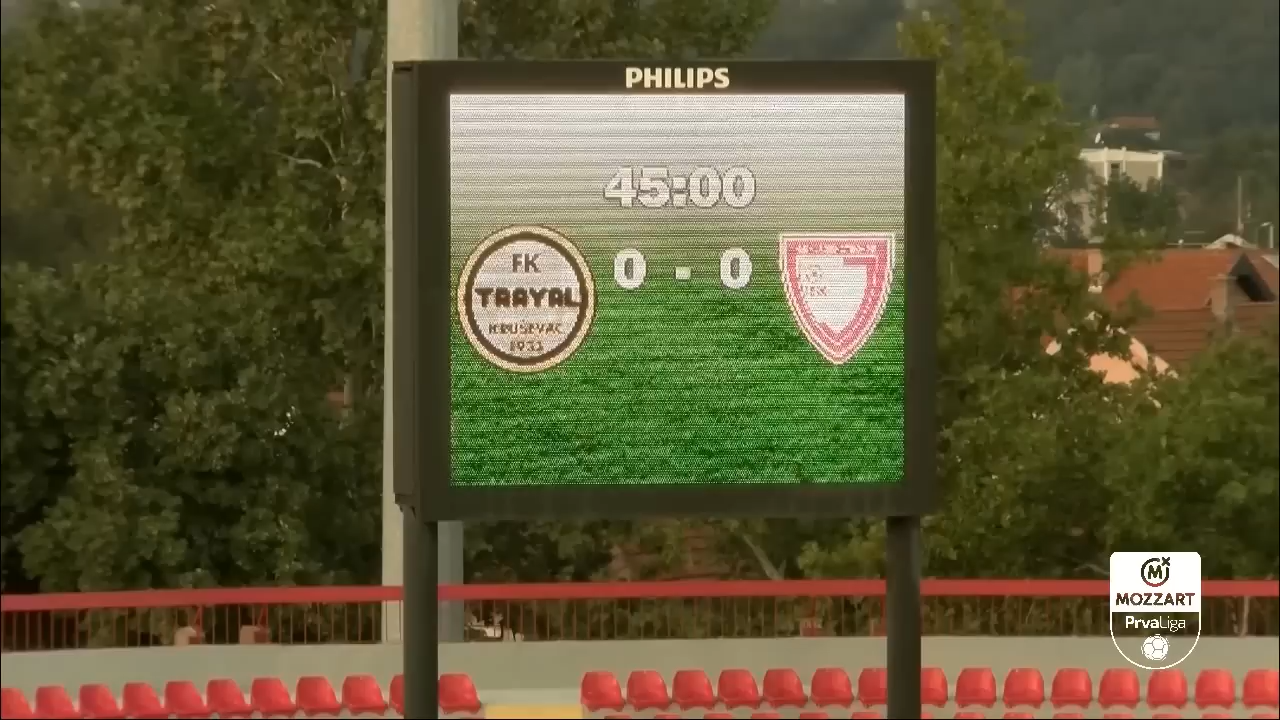 PHILIPS
45:00
0 - 0
FK
TRAYAL
KRUŠEVAC
1933
MOZZART
PrvaLiga